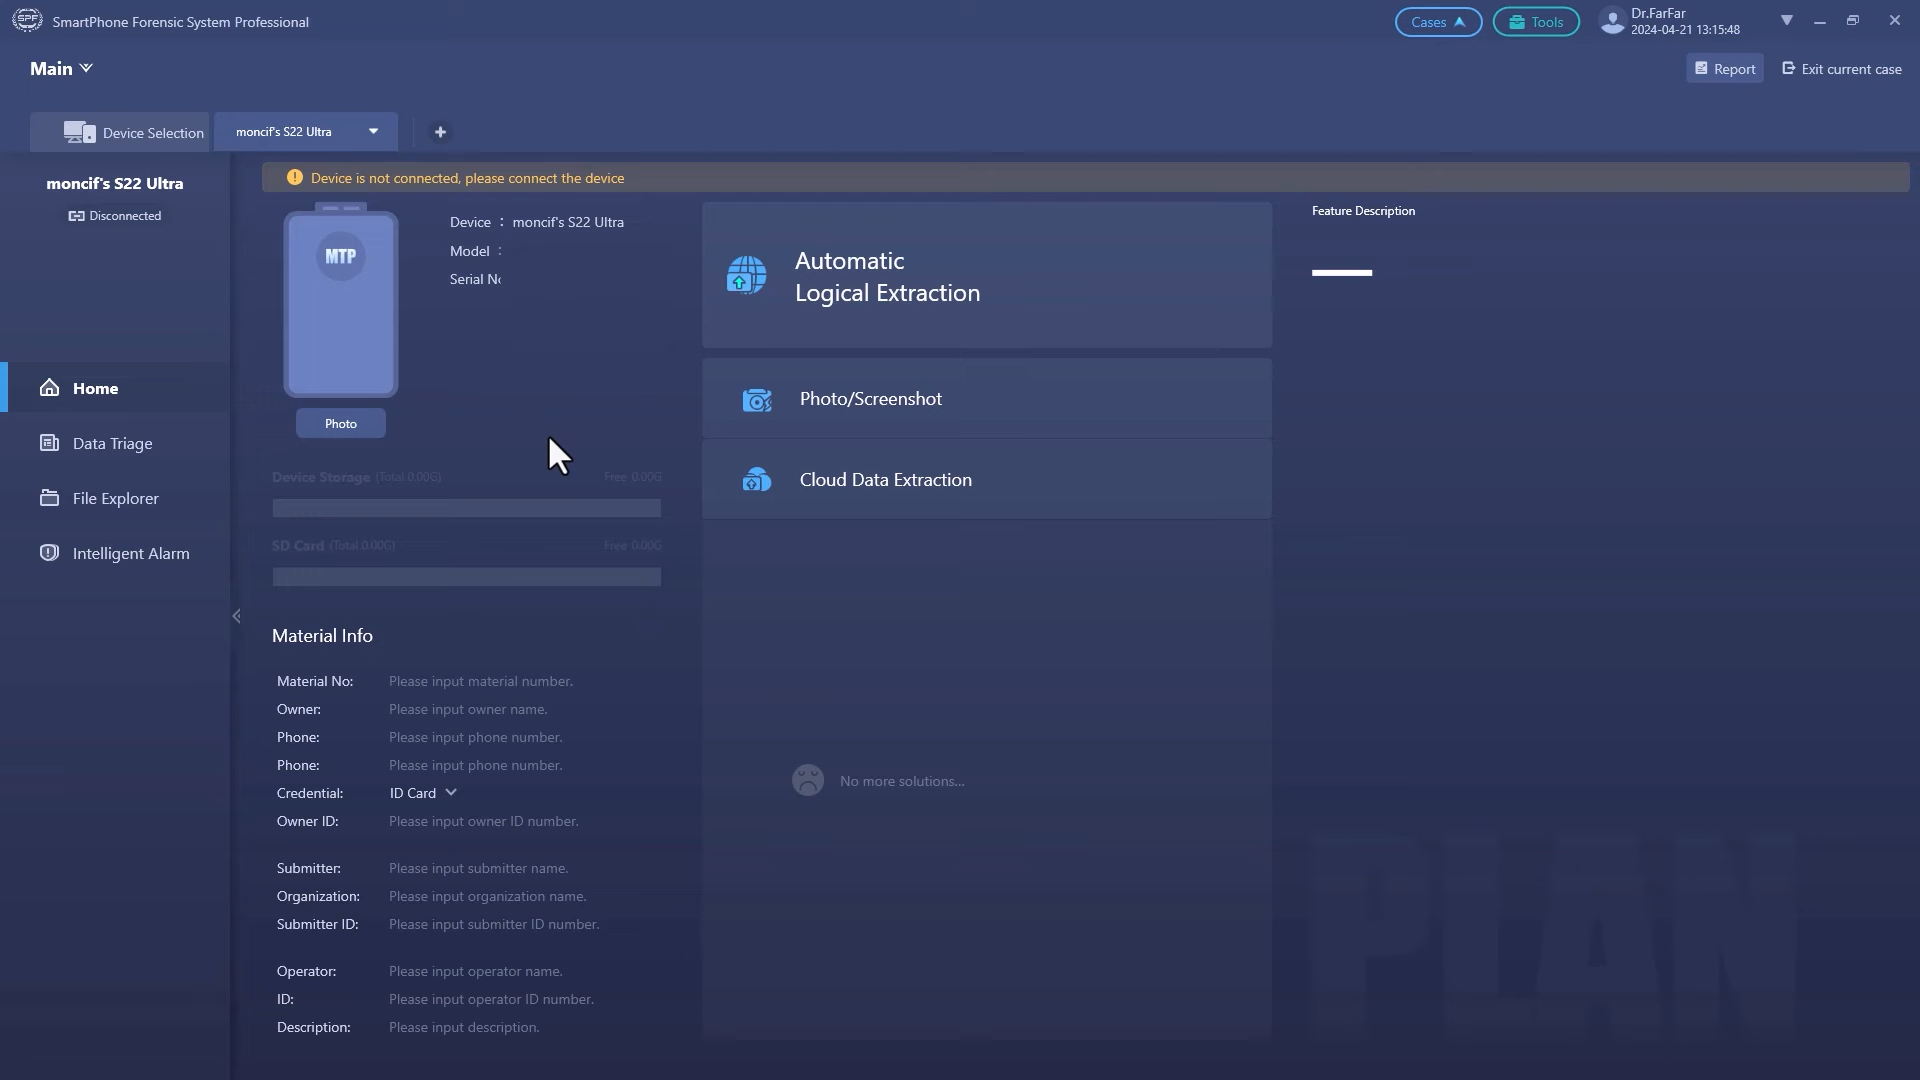 SPF SmartPhone Forensic System Professional
Cases Tools Dr.FarFar
2024-04-21 13:15:48
Main Report Exit current case
Device Selection moncif's S22 Ultra
moncif's S22 Ultra
Disconnected
Home
Data Triage
File Explorer
Intelligent Alarm
Device is not connected, please connect the device
MTP
Photo
Device : moncif's S22 Ultra
Model :
Serial No
Device Storage (Total 0.00G) Free 0.00G
SD Card (Total 0.00G) Free 0.00G
Material Info
Material No: Please input material number.
Owner: Please input owner name.
Phone: Please input phone number.
Phone: Please input phone number.
Credential: ID Card
Owner ID: Please input owner ID number.
Submitter: Please input submitter name.
Organization: Please input organization name.
Submitter ID: Please input submitter ID number.
Operator: Please input operator name.
ID: Please input operator ID number.
Description: Please input description.
Automatic
Logical Extraction
Photo/Screenshot
Cloud Data Extraction
No more solutions...
Feature Description
PLAN